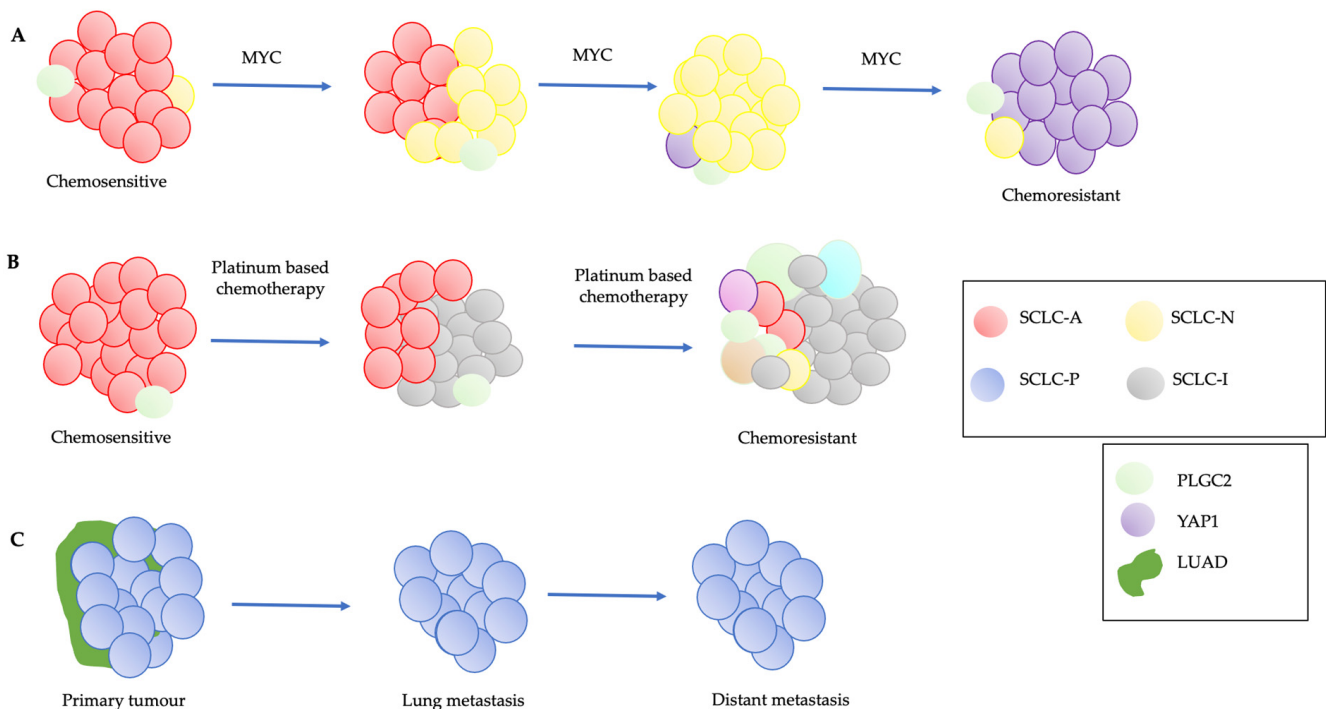 A
MYC
MYC
MYC
Chemosensitive
Chemoresistant
B
Platinum based
chemotherapy
Platinum based
chemotherapy
Chemosensitive
Chemoresistant
SCLC-A
SCLC-N
SCLC-P
SCLC-I
PLGC2
YAP1
LUAD
C
Primary tumour
Lung metastasis
Distant metastasis